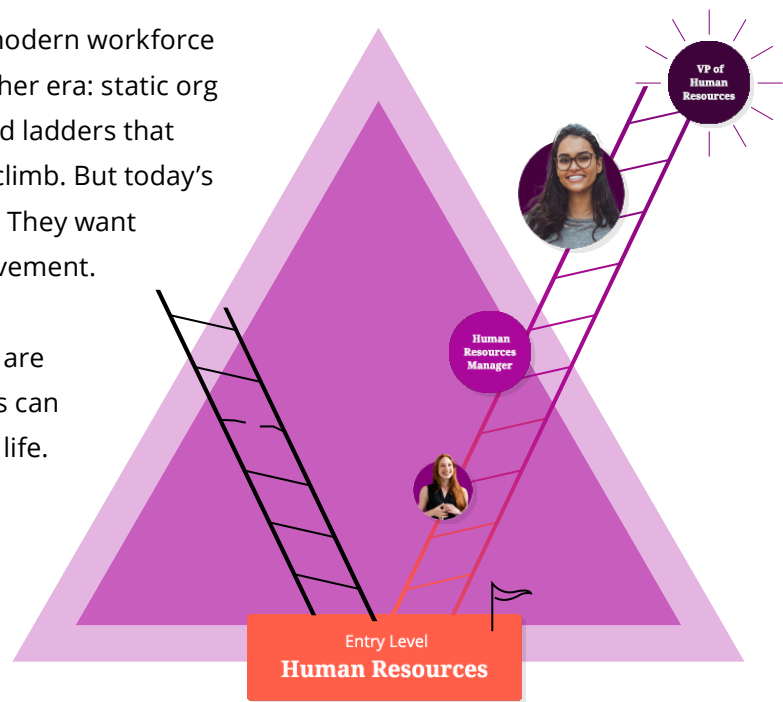 modern workforce
her era: static org
d ladders that
climb. But today’s
They want
vement.
are
s can
life.
VP of
Human
Resources
Human
Resources
Manager
Entry Level
Human Resources